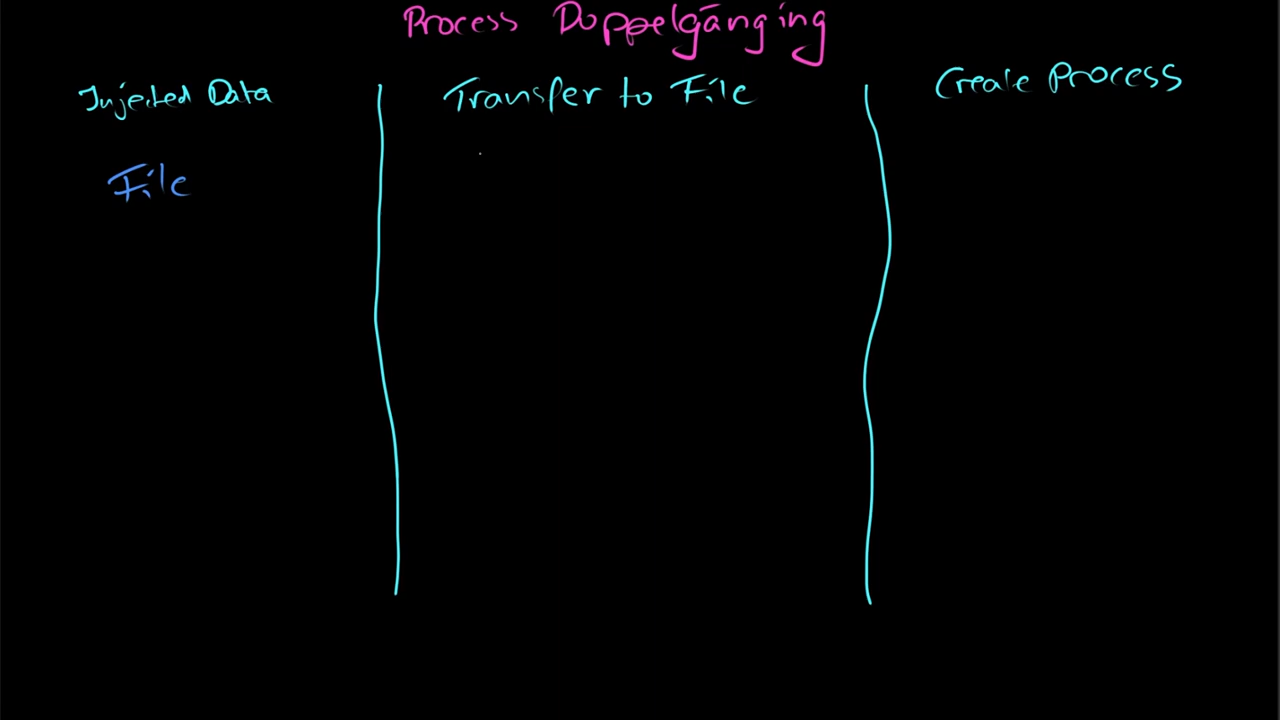 Process Doppelgänging
Injected Data
Transfer to File
Create Process
File